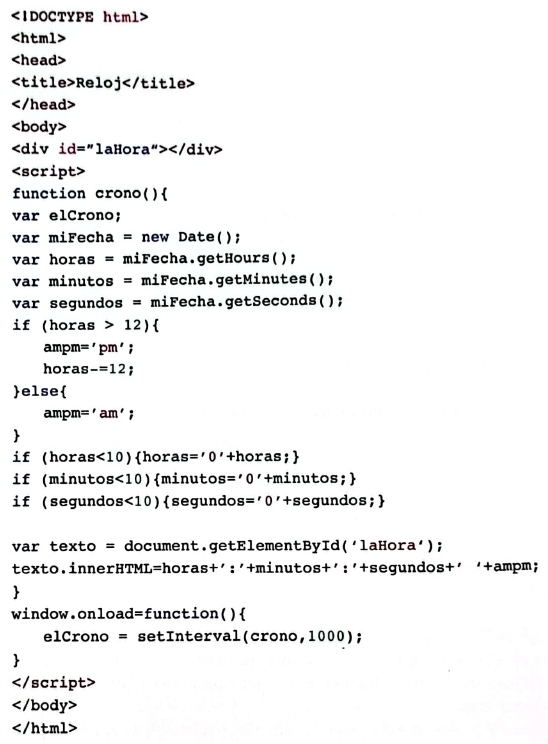 <!DOCTYPE html>
<html>
<head>
<title>Reloj</title>
</head>
<body>
<div id="laHora"></div>
<script>
function crono(){
var elCrono;
var miFecha = new Date();
var horas = miFecha.getHours();
var minutos = miFecha.getMinutes();
var segundos = miFecha.getSeconds();
if (horas > 12){
    ampm='pm';
    horas-=12;
}else{
    ampm='am';
}
if (horas<10){horas='0'+horas;}
if (minutos<10){minutos='0'+minutos;}
if (segundos<10){segundos='0'+segundos;}

var texto = document.getElementById('laHora');
texto.innerHTML=horas+':'+minutos+':'+segundos+' '+ampm;
}
window.onload=function(){
    elCrono = setInterval(crono,1000);
}
</script>
</body>
</html>